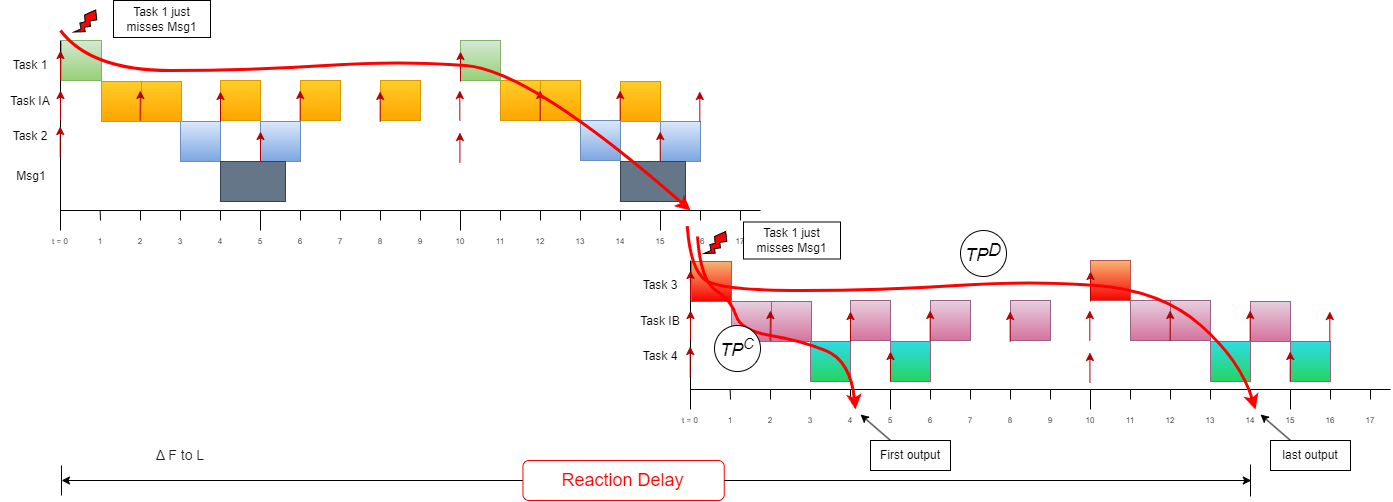 Task 1 just
misses Msg1
Task 1
Task IA
Task 2
Msg1
t = 0 1 2 3 4 5 6 7 8 9 10 11 12 13 14 15 16 17
Task 1 just
misses Msg1
TP^D
Task 3
Task IB
TP^C
Task 4
t = 0 1 2 3 4 5 6 7 8 9 10 11 12 13 14 15 16 17
First output
last output
Δ F to L
Reaction Delay